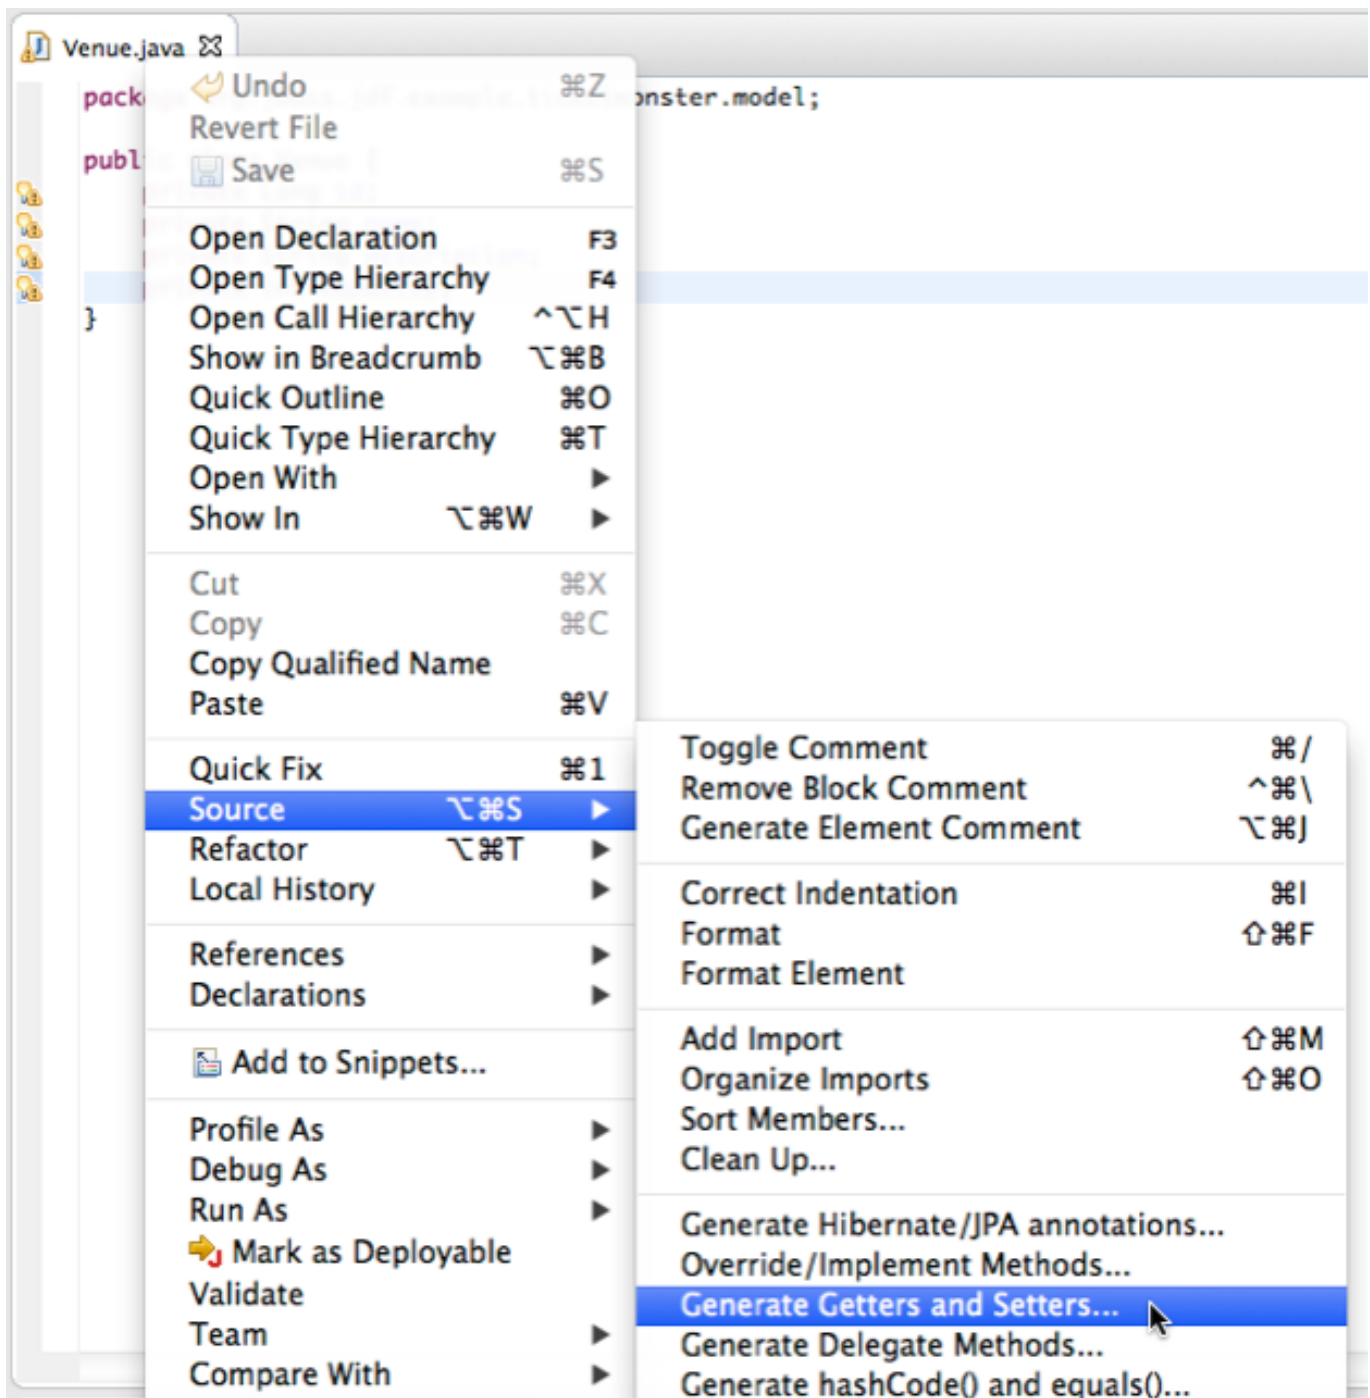 Venue.java
pack
onster.model;
publ
}
Undo ⌘Z
Revert File
Save ⌘S
Open Declaration F3
Open Type Hierarchy F4
Open Call Hierarchy ^⌥H
Show in Breadcrumb ⌥⌘B
Quick Outline ⌘O
Quick Type Hierarchy ⌘T
Open With ▶
Show In ⌥⌘W ▶
Cut ⌘X
Copy ⌘C
Copy Qualified Name
Paste ⌘V
Quick Fix ⌘1
Source ⌥⌘S ▶
Refactor ⌥⌘T ▶
Local History ▶
References ▶
Declarations ▶
Add to Snippets...
Profile As ▶
Debug As ▶
Run As ▶
Mark as Deployable
Validate
Team ▶
Compare With ▶
Toggle Comment ⌘/
Remove Block Comment ^⌘\
Generate Element Comment ⌥⌘J
Correct Indentation ⌘I
Format ⇧⌘F
Format Element
Add Import ⇧⌘M
Organize Imports ⇧⌘O
Sort Members...
Clean Up...
Generate Hibernate/JPA annotations...
Override/Implement Methods...
Generate Getters and Setters...
Generate Delegate Methods...
Generate hashCode() and equals()...